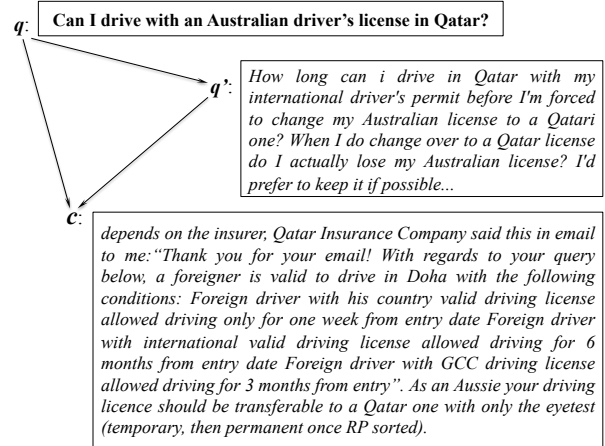 q: Can I drive with an Australian driver’s license in Qatar?
q’: How long can i drive in Qatar with my
international driver's permit before I'm forced
to change my Australian license to a Qatari
one? When I do change over to a Qatar license
do I actually lose my Australian license? I'd
prefer to keep it if possible...
c: depends on the insurer, Qatar Insurance Company said this in email
to me:“Thank you for your email! With regards to your query
below, a foreigner is valid to drive in Doha with the following
conditions: Foreign driver with his country valid driving license
allowed driving only for one week from entry date Foreign driver
with international valid driving license allowed driving for 6
months from entry date Foreign driver with GCC driving license
allowed driving for 3 months from entry”. As an Aussie your driving
licence should be transferable to a Qatar one with only the eyetest
(temporary, then permanent once RP sorted).